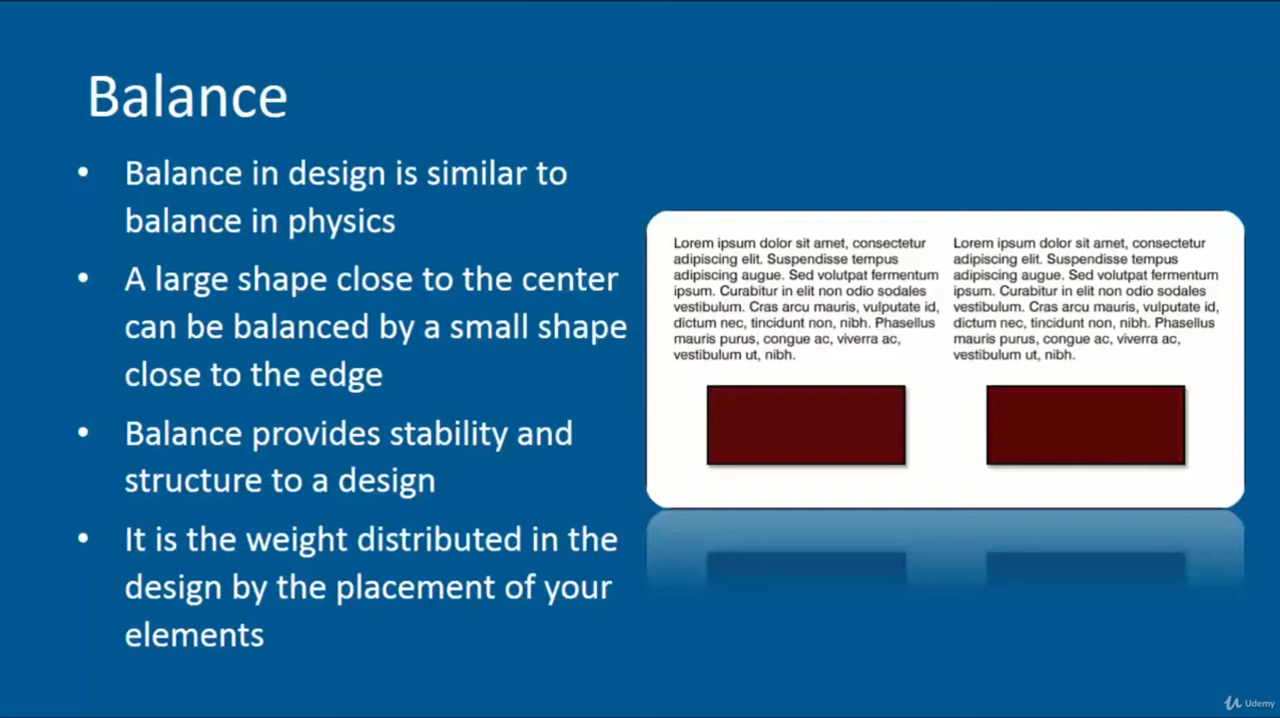 Balance
• Balance in design is similar to
balance in physics
• A large shape close to the center
can be balanced by a small shape
close to the edge
• Balance provides stability and
structure to a design
• It is the weight distributed in the
design by the placement of your
elements
Lorem ipsum dolor sit amet, consectetur
adipiscing elit. Suspendisse tempus
adipiscing augue. Sed volutpat fermentum
ipsum. Curabitur in elit non odio sodales
vestibulum. Cras arcu mauris, vulputate id,
dictum nec, tincidunt non, nibh. Phasellus
mauris purus, congue ac, viverra ac,
vestibulum ut, nibh.
Lorem ipsum dolor sit amet, consectetur
adipiscing elit. Suspendisse tempus
adipiscing augue. Sed volutpat fermentum
ipsum. Curabitur in elit non odio sodales
vestibulum. Cras arcu mauris, vulputate id,
dictum nec, tincidunt non, nibh. Phasellus
mauris purus, congue ac, viverra ac,
vestibulum ut, nibh.
Udemy